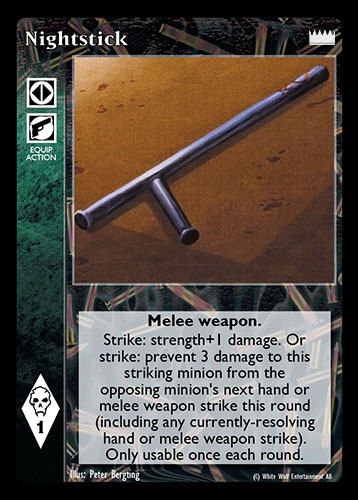 Nightstick
EQUIP
ACTION
Melee weapon.
Strike: strength+1 damage. Or
strike: prevent 3 damage to this
striking minion from the
opposing minion's next hand or
melee weapon strike this round
(including any currently-resolving
hand or melee weapon strike).
Only usable once each round.
1
Illus: Peter Bergting
(C) White Wolf Entertainment AB